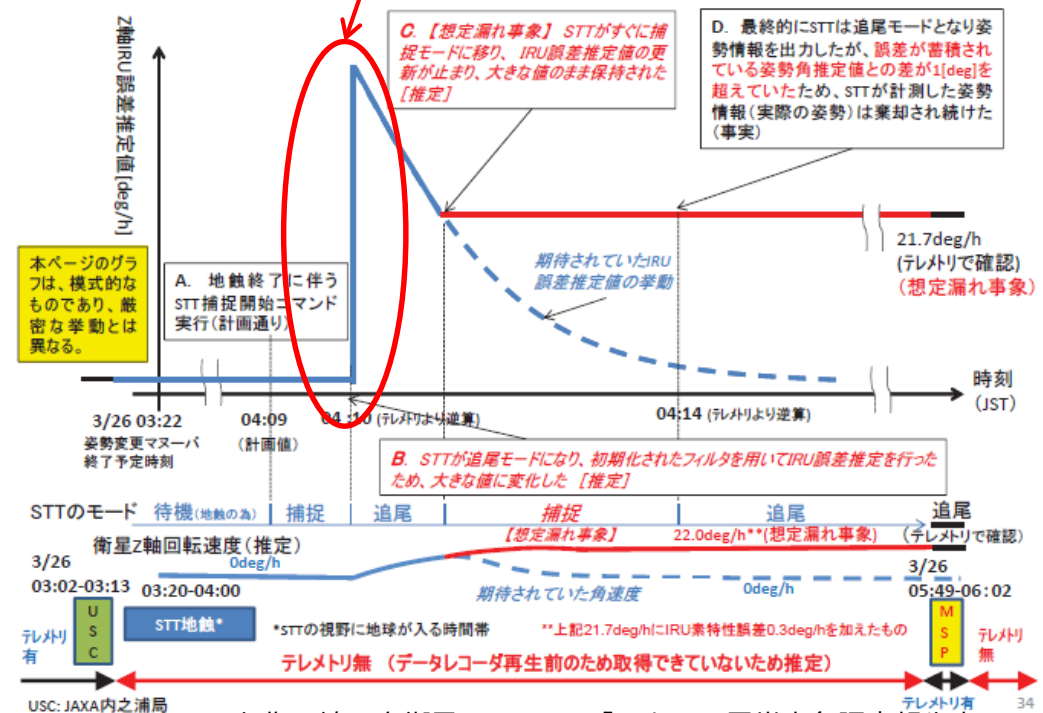 Z軸IRU誤差推定値[deg/h]
C.【想定漏れ事象】 STTがすぐに捕
捉モードに移り、IRU誤差推定値の更
新が止まり、大きな値のまま保持された
[推定]
D. 最終的にSTTは追尾モードとなり姿
勢情報を出力したが、誤差が蓄積され
ている姿勢角推定値との差が1[deg]を
超えていたため、STTが計測した姿勢
情報(実際の姿勢)は棄却され続けた
(事実)
本ページのグラ
フは、模式的な
ものであり、厳
密な挙動とは
異なる。
A. 地蝕終了に伴う
STT捕捉開始コマンド
実行(計画通り)
期待されていたIRU
誤差推定値の挙動
21.7deg/h
(テレメトリで確認)
(想定漏れ事象)
時刻
(JST)
3/26 03:22
姿勢変更マヌーバ
終了予定時刻
04:09
(計画値)
04:10 (テレメトリより逆算)
04:14 (テレメトリより逆算)
B. STTが追尾モードになり、初期化されたフィルタを用いてIRU誤差推定を行った
ため、大きな値に変化した [推定]
STTのモード 待機(地蝕の為) 捕捉 追尾 捕捉 追尾 追尾
【想定漏れ事象】 22.0deg/h**(想定漏れ事象) (テレメトリで確認)
衛星Z軸回転速度(推定)
0deg/h
3/26
03:02-03:13
03:20-04:00
期待されていた角速度
0deg/h
3/26
05:49-06:02
USC
STT地蝕*
*STTの視野に地球が入る時間帯
**上記21.7deg/hにIRU素特性誤差0.3deg/hを加えたもの
MSP
テレメトリ
有
テレメトリ無 (データレコーダ再生前のため取得できていないため推定)
テレメトリ
無
テレメトリ有
USC: JAXA内之浦局
34